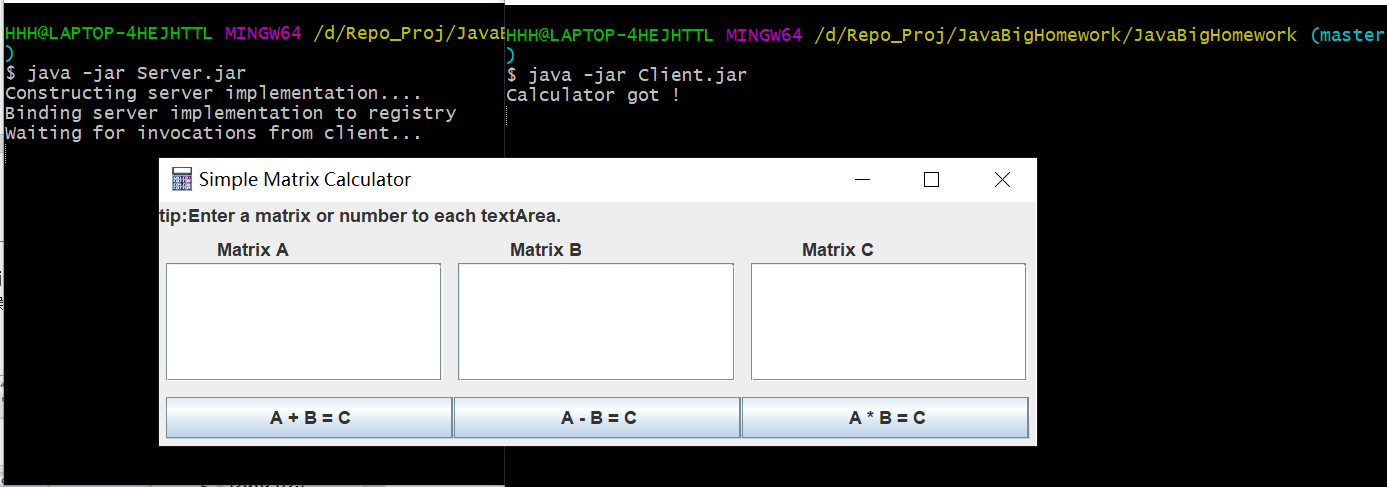 HHH@LAPTOP-4HEJHTTL MINGW64 /d/Repo_Proj/JavaB
)
$ java -jar Server.jar
Constructing server implementation....
Binding server implementation to registry
Waiting for invocations from client...
HHH@LAPTOP-4HEJHTTL MINGW64 /d/Repo_Proj/JavaBigHomework/JavaBigHomework (master
)
$ java -jar Client.jar
Calculator got !
Simple Matrix Calculator
tip:Enter a matrix or number to each textArea.
Matrix A Matrix B Matrix C
A + B = C A - B = C A * B = C